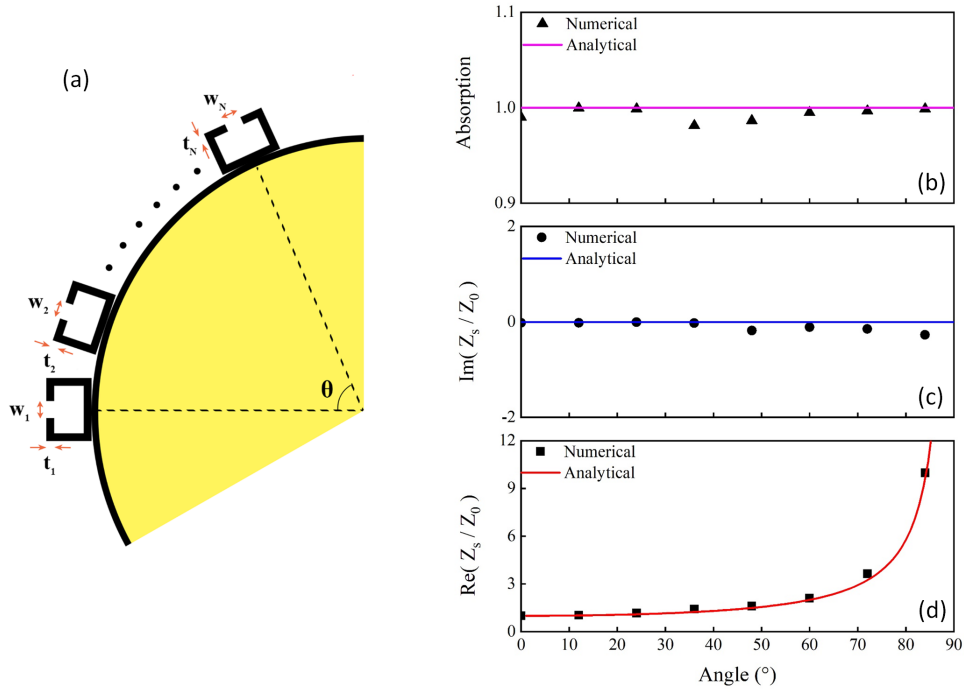 (a)
w_N
t_N
w_2
t_2
w_1
t_1
θ
1.1
1.0
0.9
Absorption
Numerical
Analytical
(b)
2
0
-2
Im( Z_s / Z_0 )
Numerical
Analytical
(c)
12
9
6
3
0
Re( Z_s / Z_0 )
Numerical
Analytical
(d)
0 10 20 30 40 50 60 70 80 90
Angle (°)